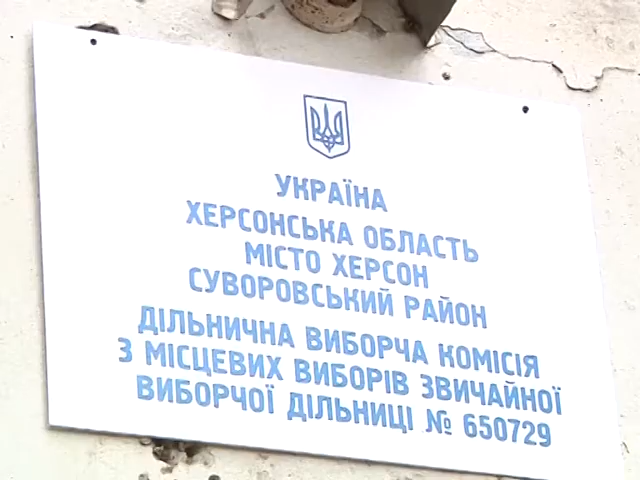 УКРАЇНА
ХЕРСОНСЬКА ОБЛАСТЬ
МІСТО ХЕРСОН
СУВОРОВСЬКИЙ РАЙОН
ДІЛЬНИЧНА ВИБОРЧА КОМІСІЯ
З МІСЦЕВИХ ВИБОРІВ ЗВИЧАЙНОЇ
ВИБОРЧОЇ ДІЛЬНИЦІ № 650729